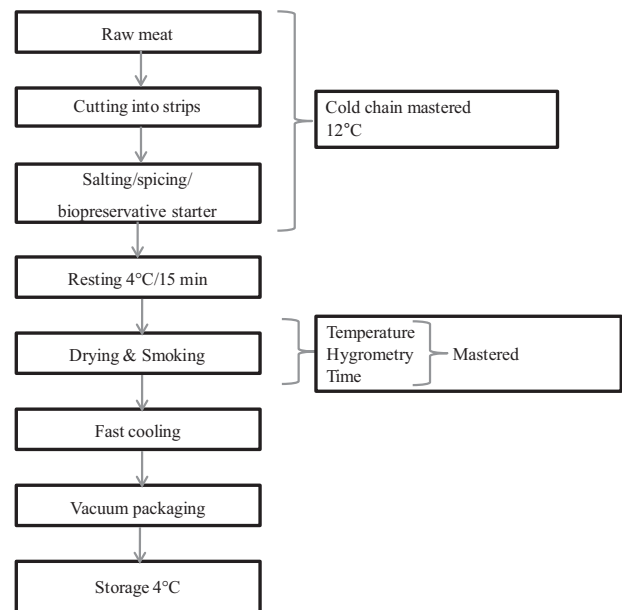 Raw meat
Cutting into strips
Cold chain mastered
12°C
Salting/spicing/
biopreservative starter
Resting 4°C/15 min
Drying & Smoking
Temperature
Hygrometry
Time
Mastered
Fast cooling
Vacuum packaging
Storage 4°C